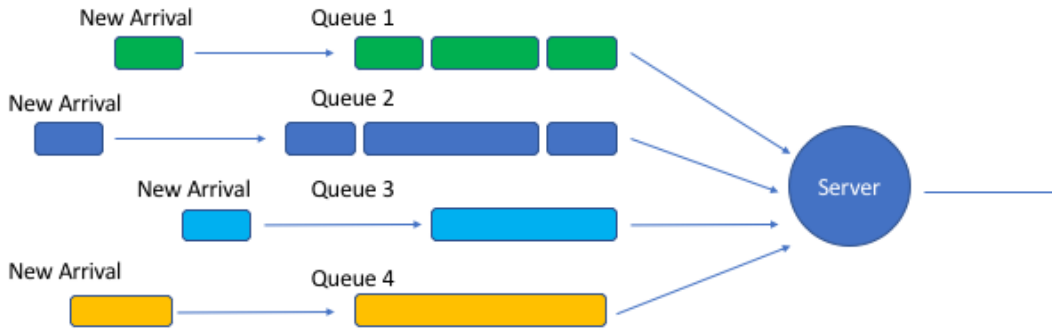 New Arrival
Queue 1
New Arrival
Queue 2
New Arrival
Queue 3
New Arrival
Queue 4
Server